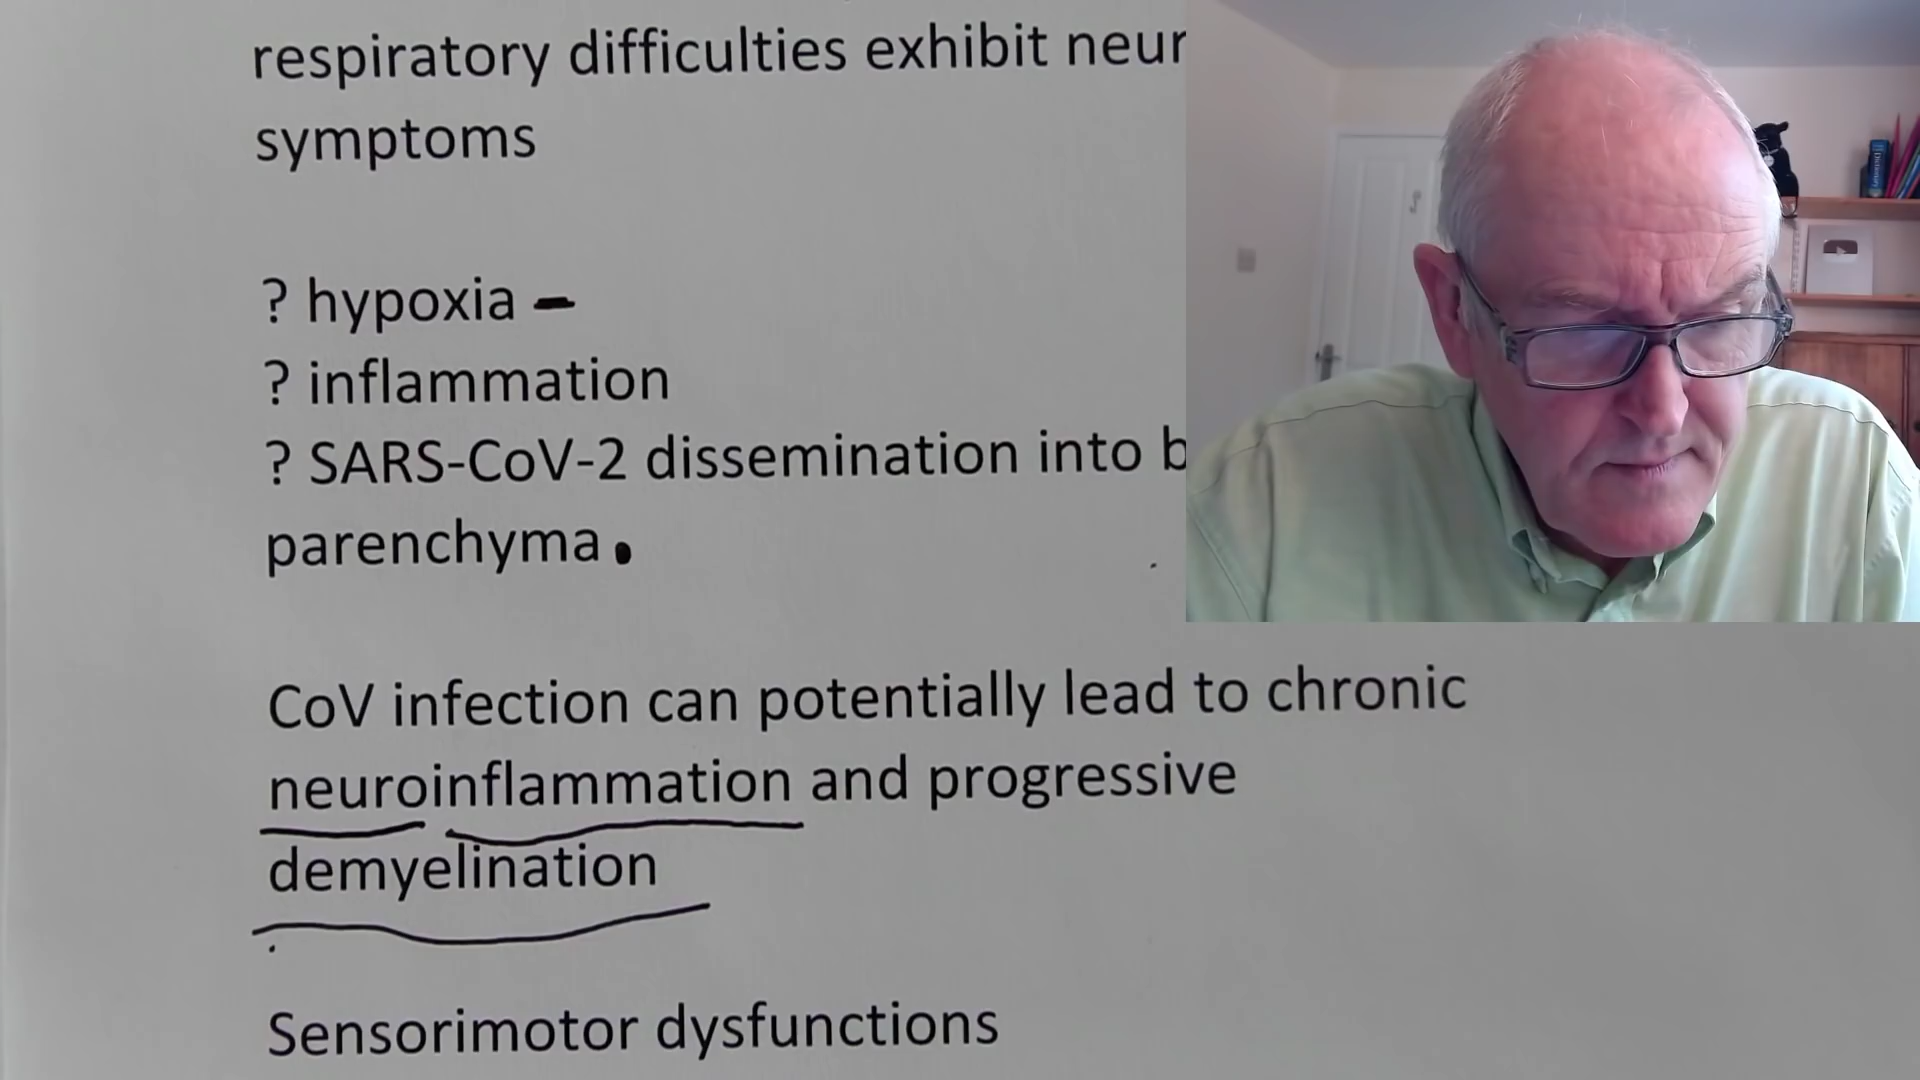 respiratory difficulties exhibit neur
symptoms
? hypoxia -
? inflammation
? SARS-CoV-2 dissemination into b
parenchyma.
CoV infection can potentially lead to chronic
neuroinflammation and progressive
demyelination
Sensorimotor dysfunctions